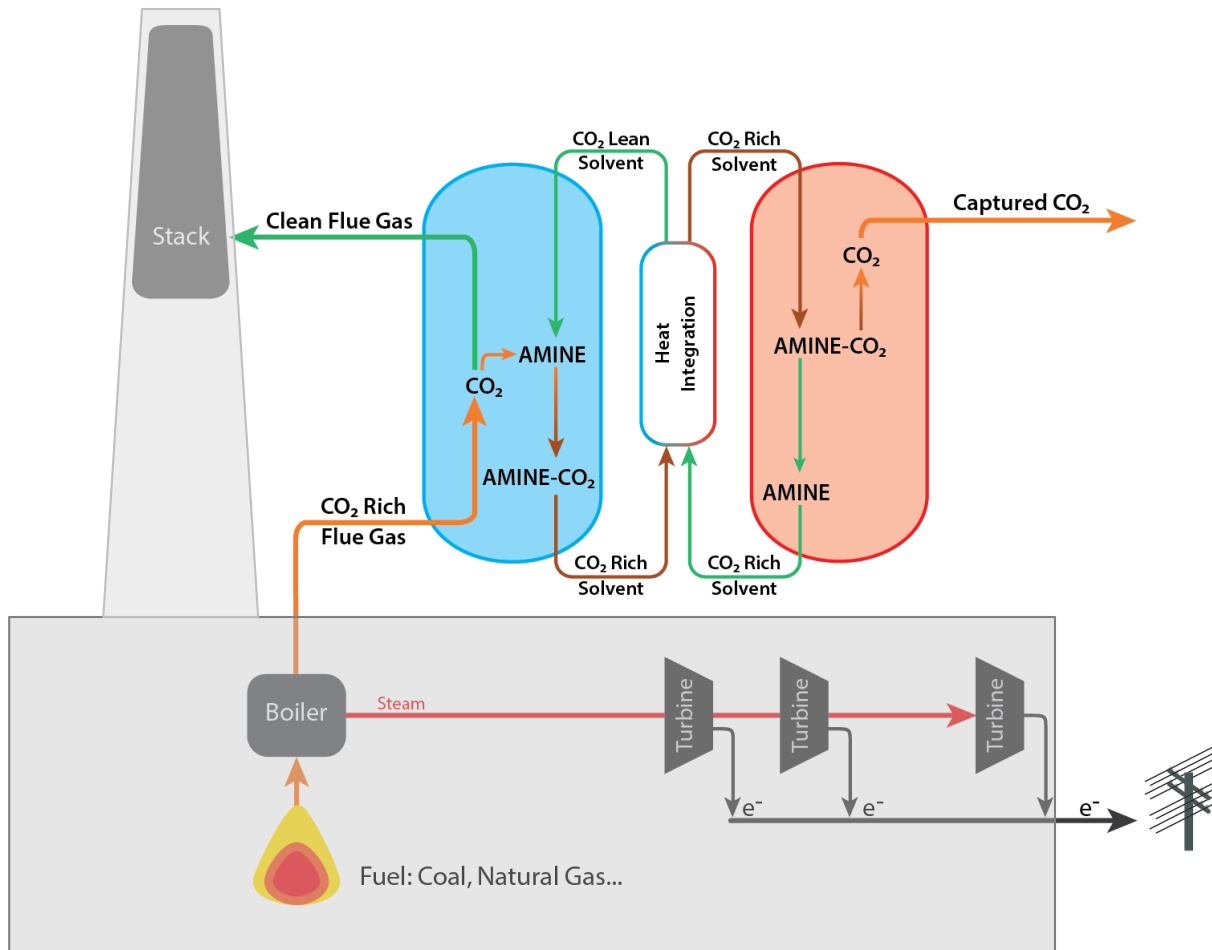 CO₂ Lean
Solvent
CO₂ Rich
Solvent
Captured CO₂
Clean Flue Gas
Stack
CO₂
Heat
Integration
AMINE
AMINE-CO₂
CO₂
AMINE-CO₂
AMINE
CO₂ Rich
Flue Gas
CO₂ Rich
Solvent
CO₂ Rich
Solvent
Boiler
Steam
Turbine
Turbine
Turbine
e⁻
e⁻
e⁻
Fuel: Coal, Natural Gas...